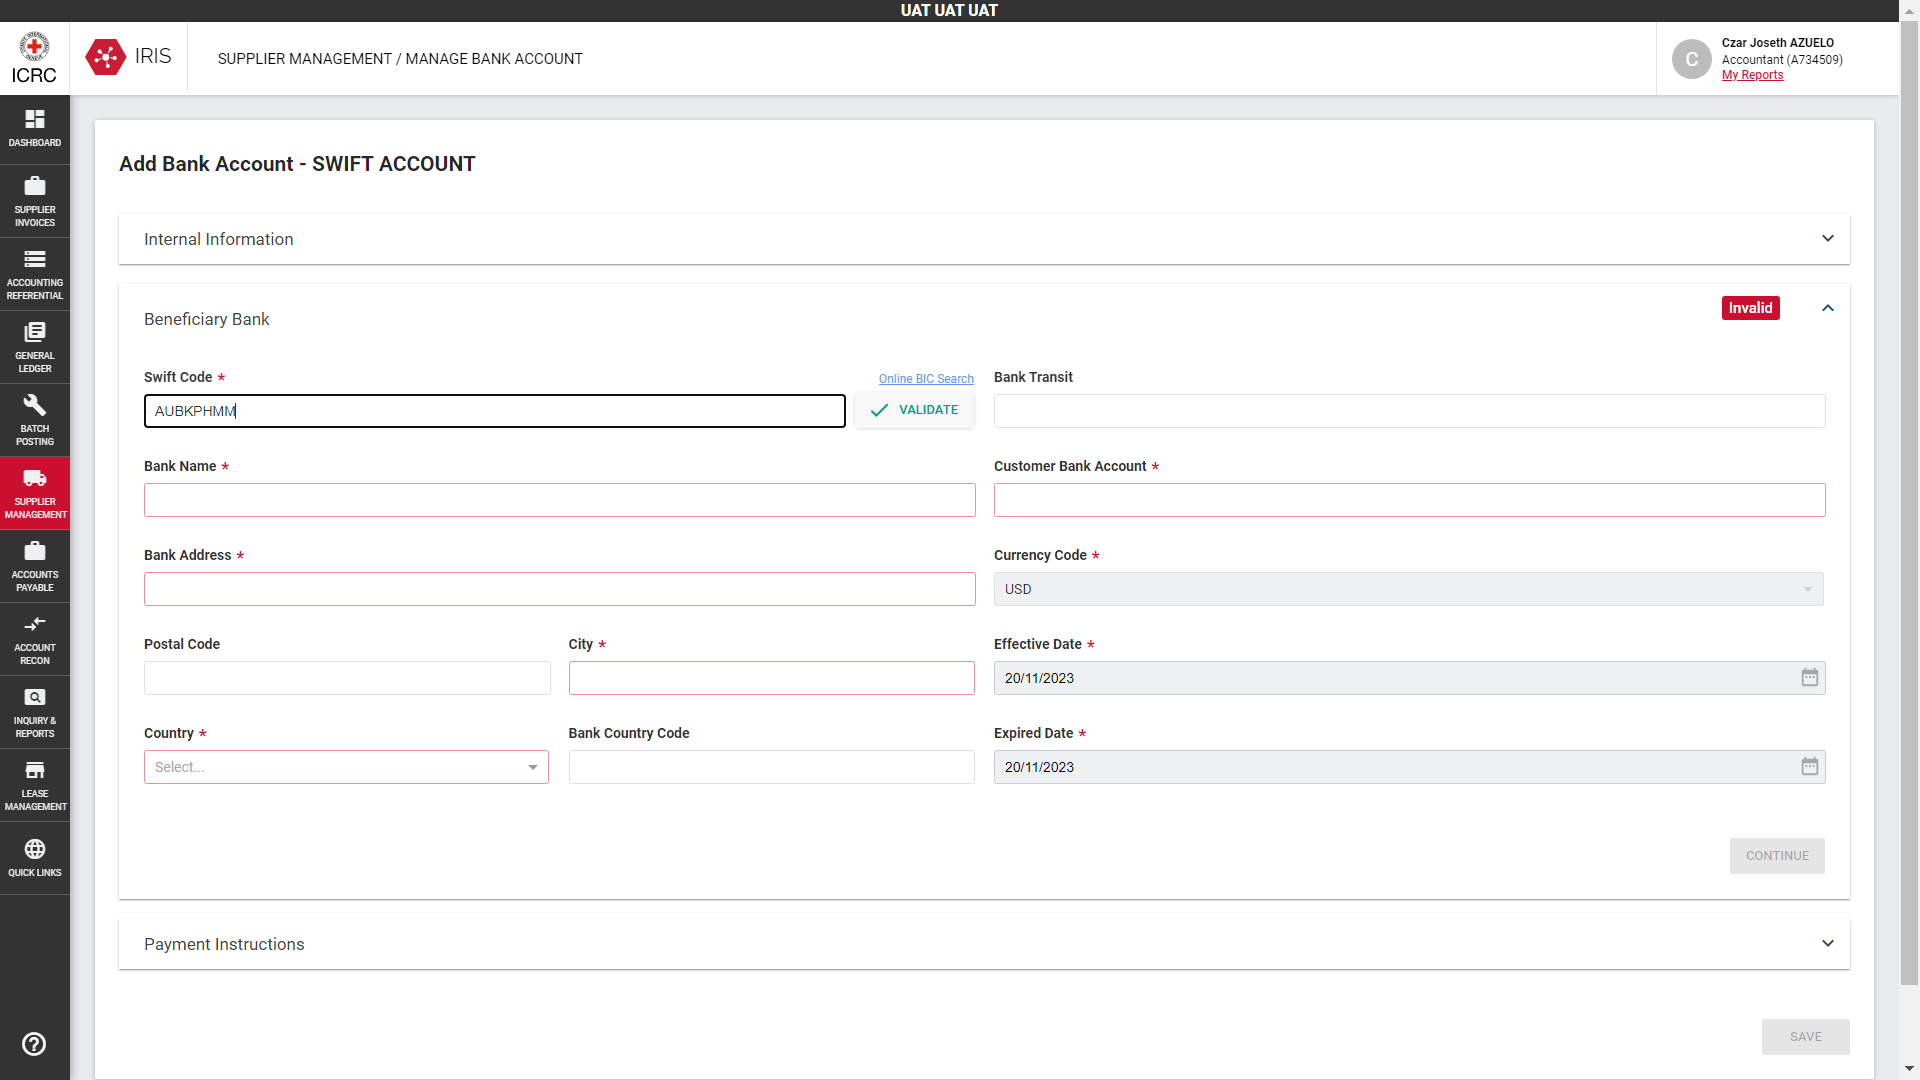 UAT UAT UAT
ICRC
IRIS
SUPPLIER MANAGEMENT / MANAGE BANK ACCOUNT
C
Czar Joseth AZUELO
Accountant (A734509)
My Reports
DASHBOARD
SUPPLIER
INVOICES
ACCOUNTING
REFERENTIAL
GENERAL
LEDGER
BATCH
POSTING
SUPPLIER
MANAGEMENT
ACCOUNTS
PAYABLE
ACCOUNT
RECON
INQUIRY &
REPORTS
LEASE
MANAGEMENT
QUICK LINKS
Add Bank Account - SWIFT ACCOUNT
Internal Information
Beneficiary Bank
Invalid
Swift Code *
Online BIC Search
AUBKPHMM
VALIDATE
Bank Transit
Bank Name *
Customer Bank Account *
Bank Address *
Currency Code *
USD
Postal Code
City *
Effective Date *
20/11/2023
Country *
Select...
Bank Country Code
Expired Date *
20/11/2023
CONTINUE
Payment Instructions
SAVE